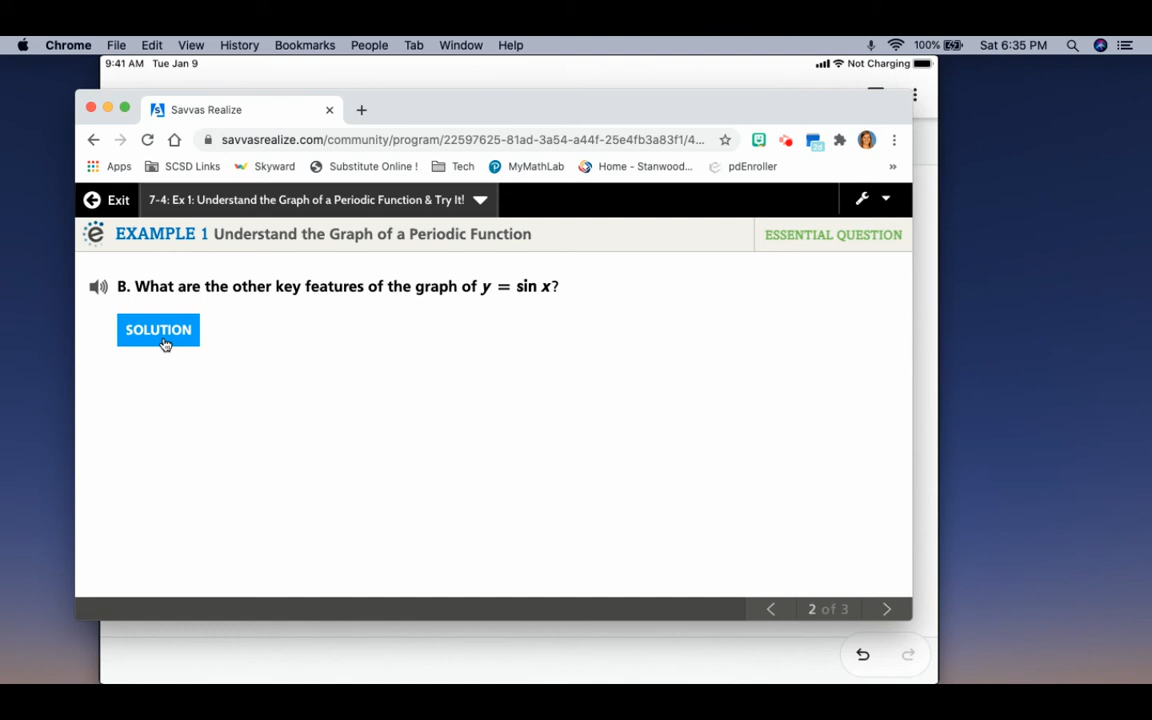 Chrome File Edit View History Bookmarks People Tab Window Help 100% Sat 6:35 PM
9:41 AM Tue Jan 9 Not Charging
Savvas Realize
savvasrealize.com/community/program/22597625-81ad-3a54-a44f-25e4fb3a83f1/4...
Apps SCSD Links Skyward Substitute Online ! Tech MyMathLab Home - Stanwood... pdEnroller »
Exit 7-4: Ex 1: Understand the Graph of a Periodic Function & Try It!
EXAMPLE 1 Understand the Graph of a Periodic Function ESSENTIAL QUESTION
B. What are the other key features of the graph of y = sin x?
SOLUTION
2 of 3